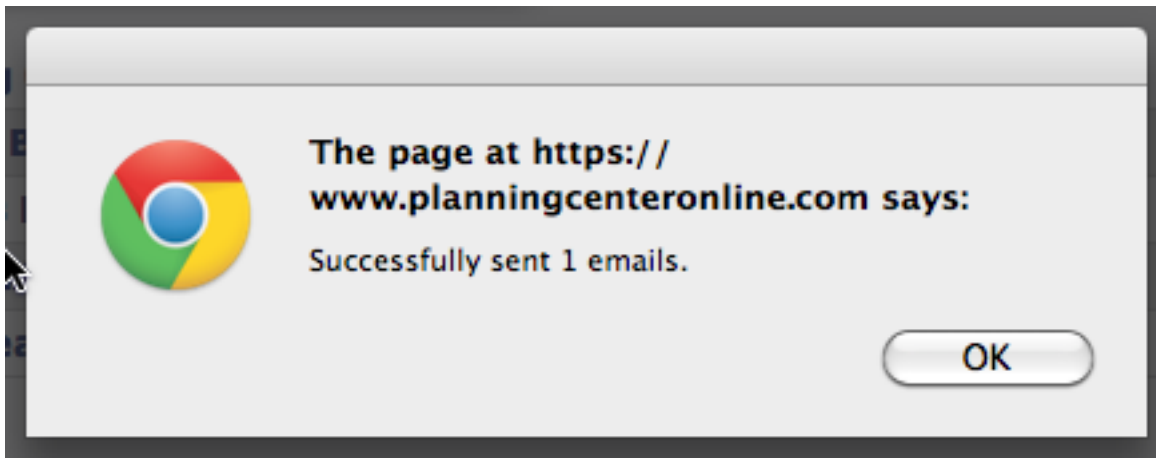 The page at https://
www.planningcenteronline.com says:
Successfully sent 1 emails.
OK